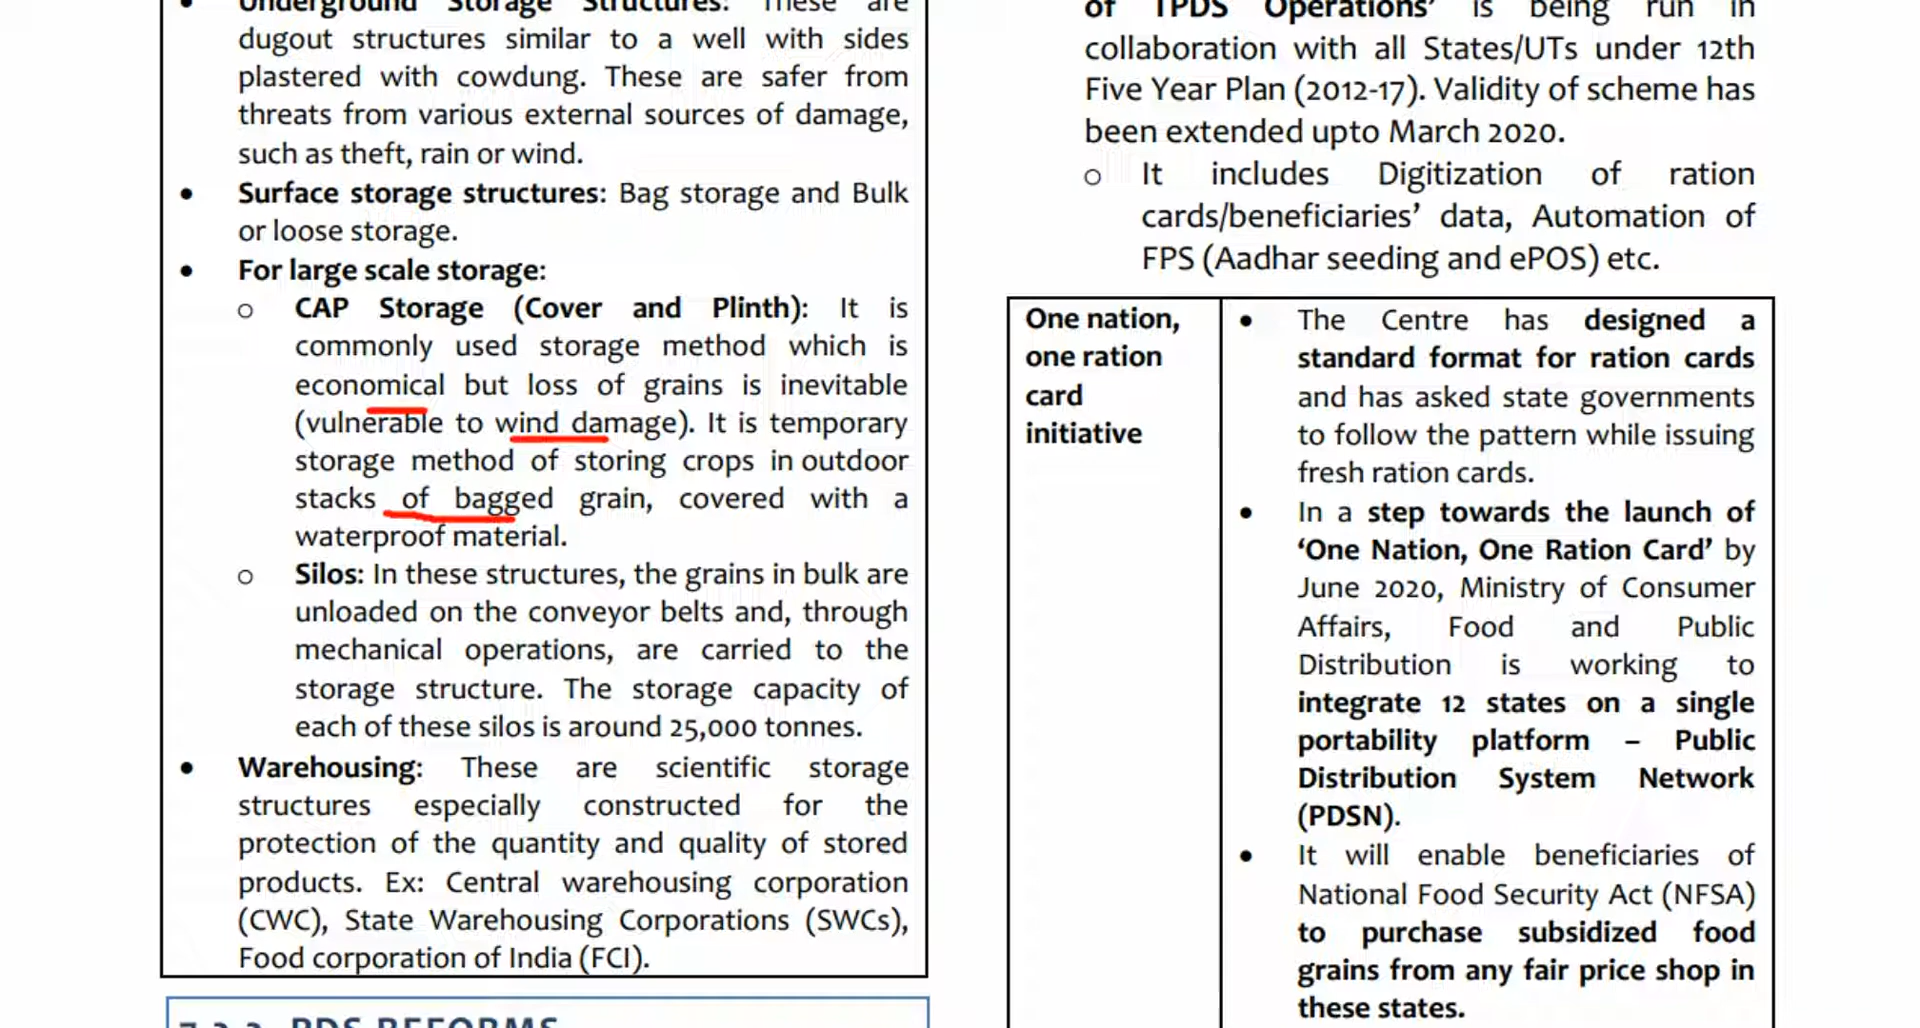 Underground Storage Structures: These are
dugout structures similar to a well with sides
plastered with cowdung. These are safer from
threats from various external sources of damage,
such as theft, rain or wind.
• Surface storage structures: Bag storage and Bulk
or loose storage.
• For large scale storage:
o CAP Storage (Cover and Plinth): It is
commonly used storage method which is
economical but loss of grains is inevitable
(vulnerable to wind damage). It is temporary
storage method of storing crops in outdoor
stacks of bagged grain, covered with a
waterproof material.
o Silos: In these structures, the grains in bulk are
unloaded on the conveyor belts and, through
mechanical operations, are carried to the
storage structure. The storage capacity of
each of these silos is around 25,000 tonnes.
• Warehousing: These are scientific storage
structures especially constructed for the
protection of the quantity and quality of stored
products. Ex: Central warehousing corporation
(CWC), State Warehousing Corporations (SWCs),
Food corporation of India (FCI).
PDS REFORMS
of TPDS Operations’ is being run in
collaboration with all States/UTs under 12th
Five Year Plan (2012-17). Validity of scheme has
been extended upto March 2020.
o It includes Digitization of ration
cards/beneficiaries’ data, Automation of
FPS (Aadhar seeding and ePOS) etc.
One nation,
one ration
card
initiative
• The Centre has designed a
standard format for ration cards
and has asked state governments
to follow the pattern while issuing
fresh ration cards.
• In a step towards the launch of
‘One Nation, One Ration Card’ by
June 2020, Ministry of Consumer
Affairs, Food and Public
Distribution is working to
integrate 12 states on a single
portability platform – Public
Distribution System Network
(PDSN).
• It will enable beneficiaries of
National Food Security Act (NFSA)
to purchase subsidized food
grains from any fair price shop in
these states.